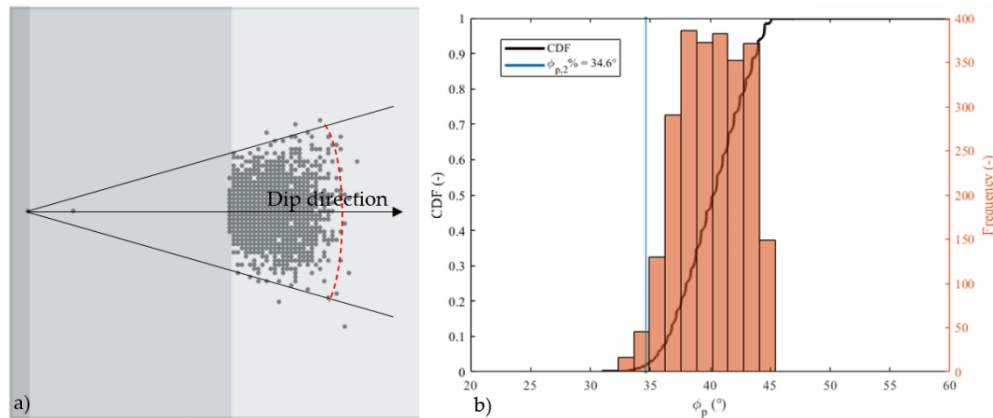 Dip direction
a)
CDF
ϕp,2% = 34.6°
1
0.9
0.8
0.7
0.6
0.5
0.4
0.3
0.2
0.1
0
CDF (-)
400
350
300
250
200
150
100
50
0
Frequency (-)
20 25 30 35 40 45 50 55 60
ϕp (°)
b)